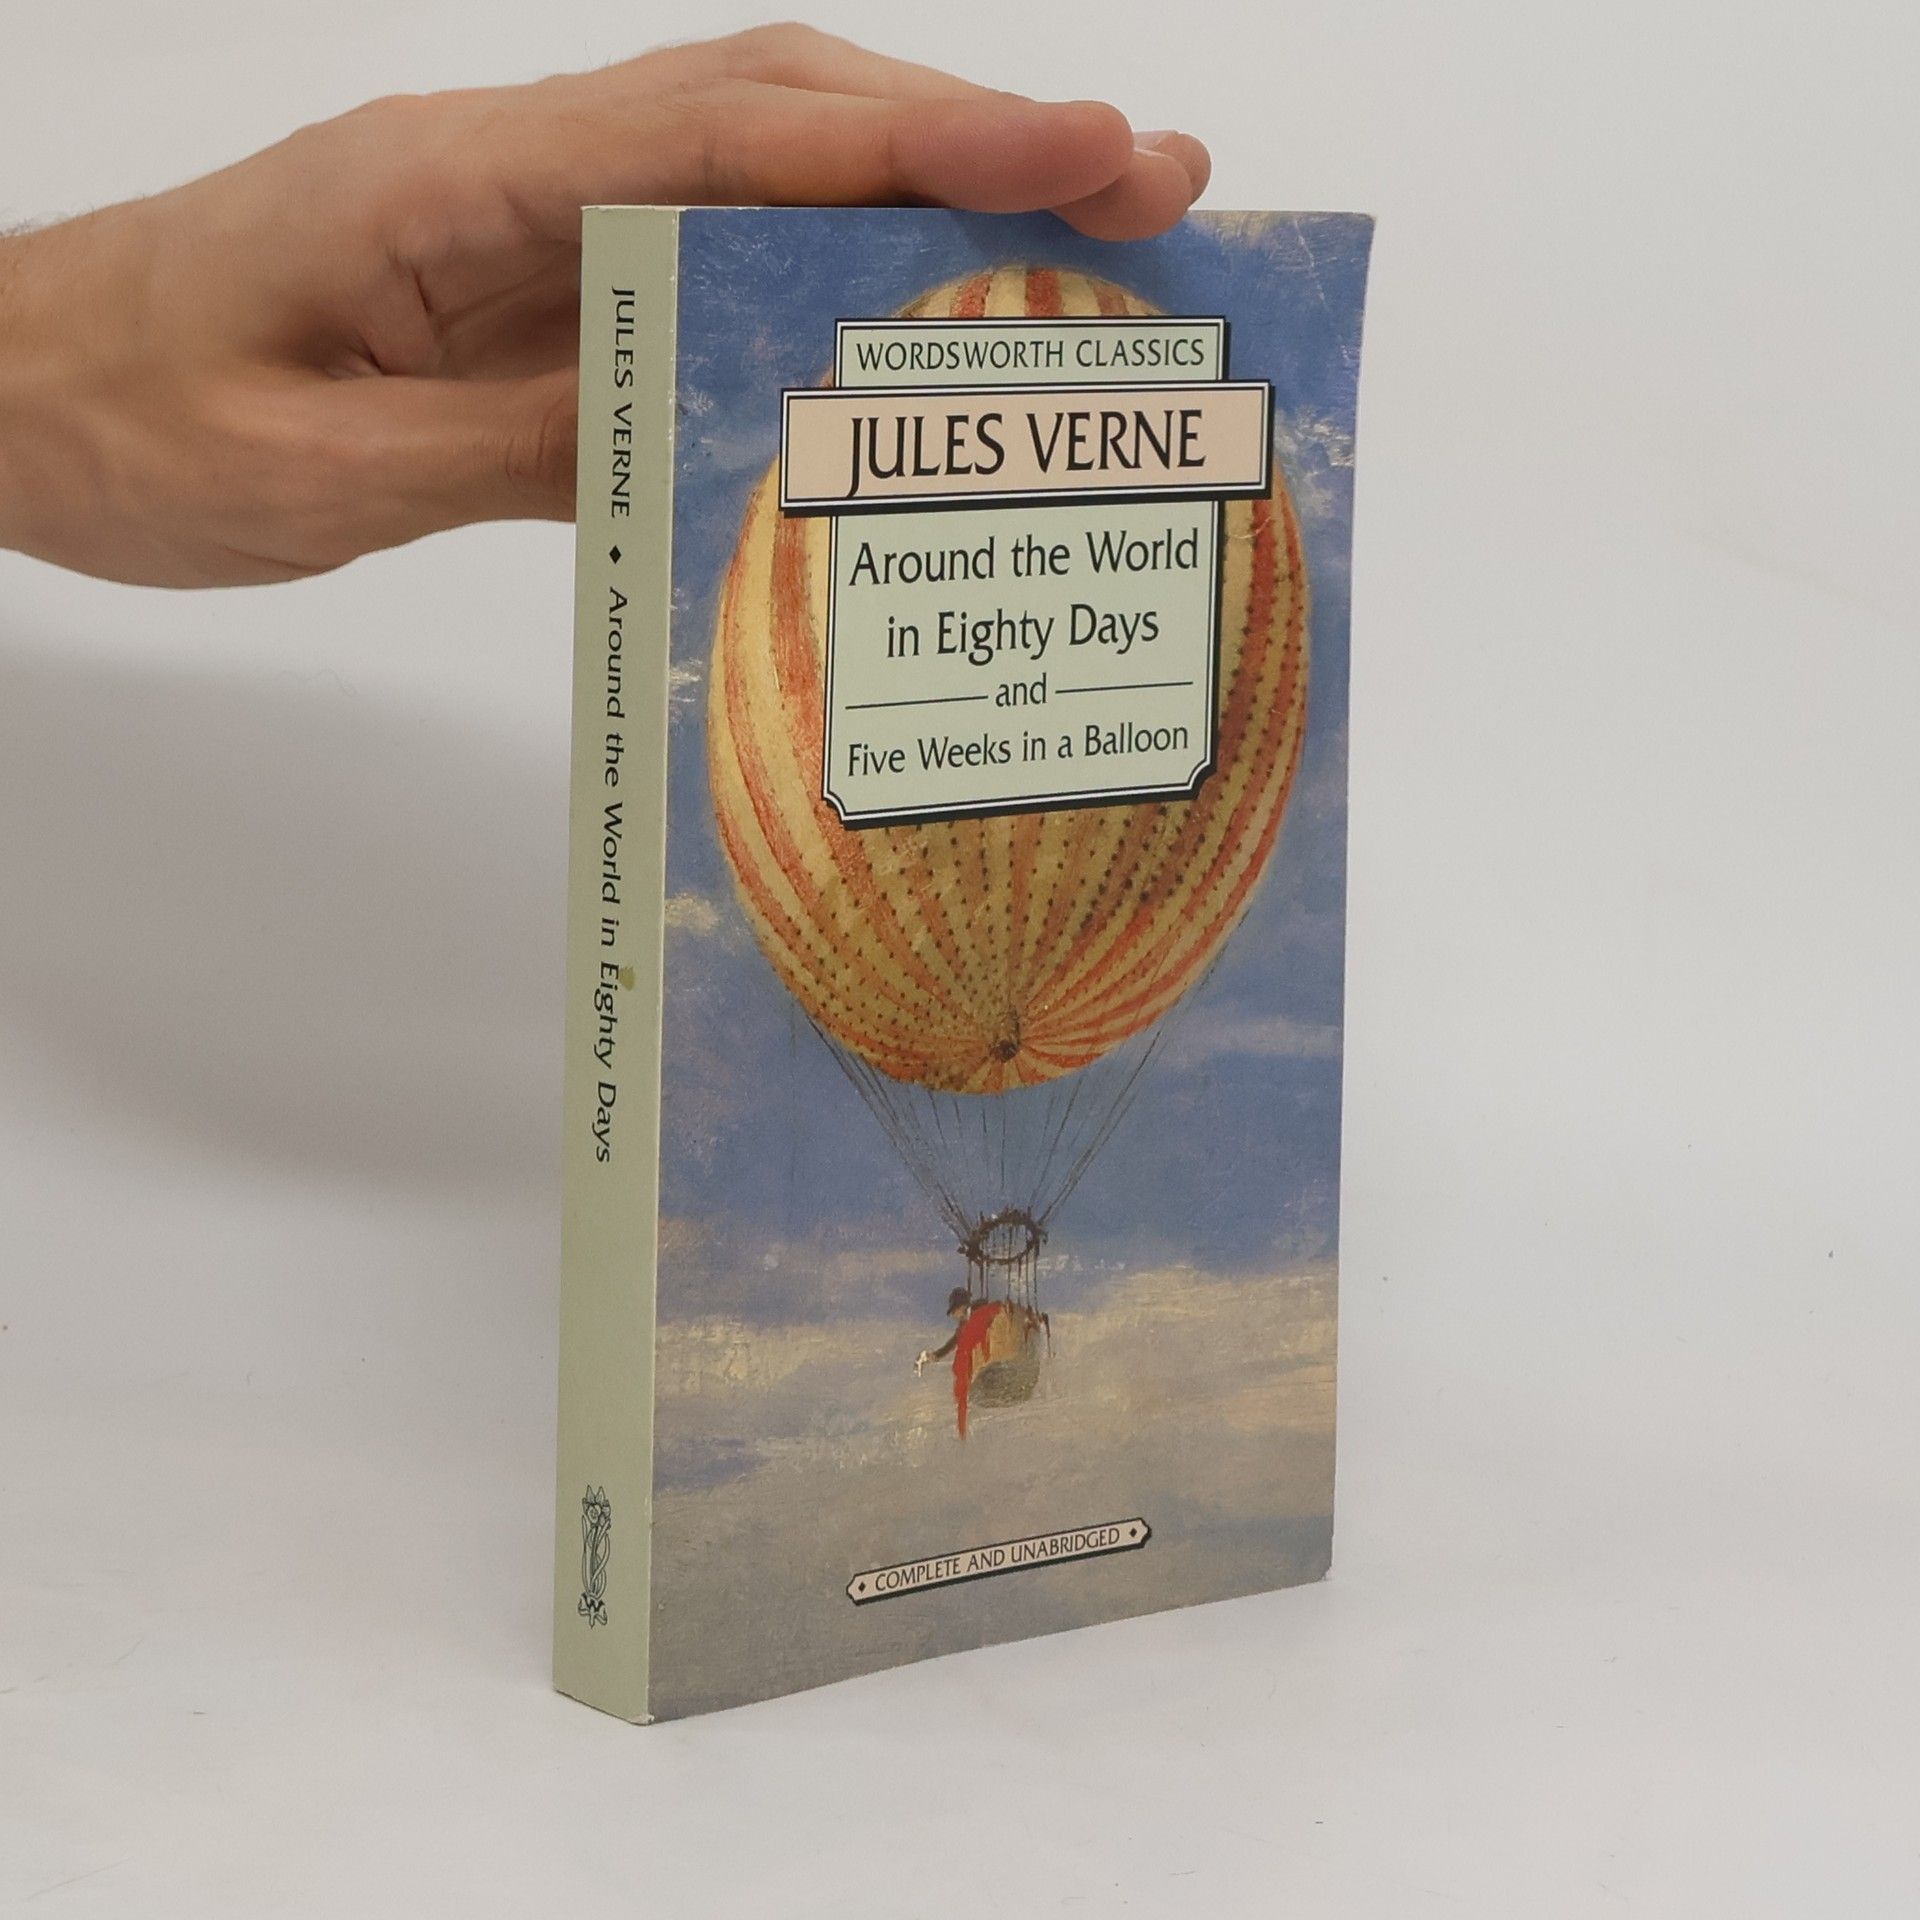 JULES VERNE ♦ Around the World in Eighty Days
WORDSWORTH CLASSICS
JULES VERNE
Around the World
in Eighty Days
and
Five Weeks in a Balloon
♦ COMPLETE AND UNABRIDGED ♦